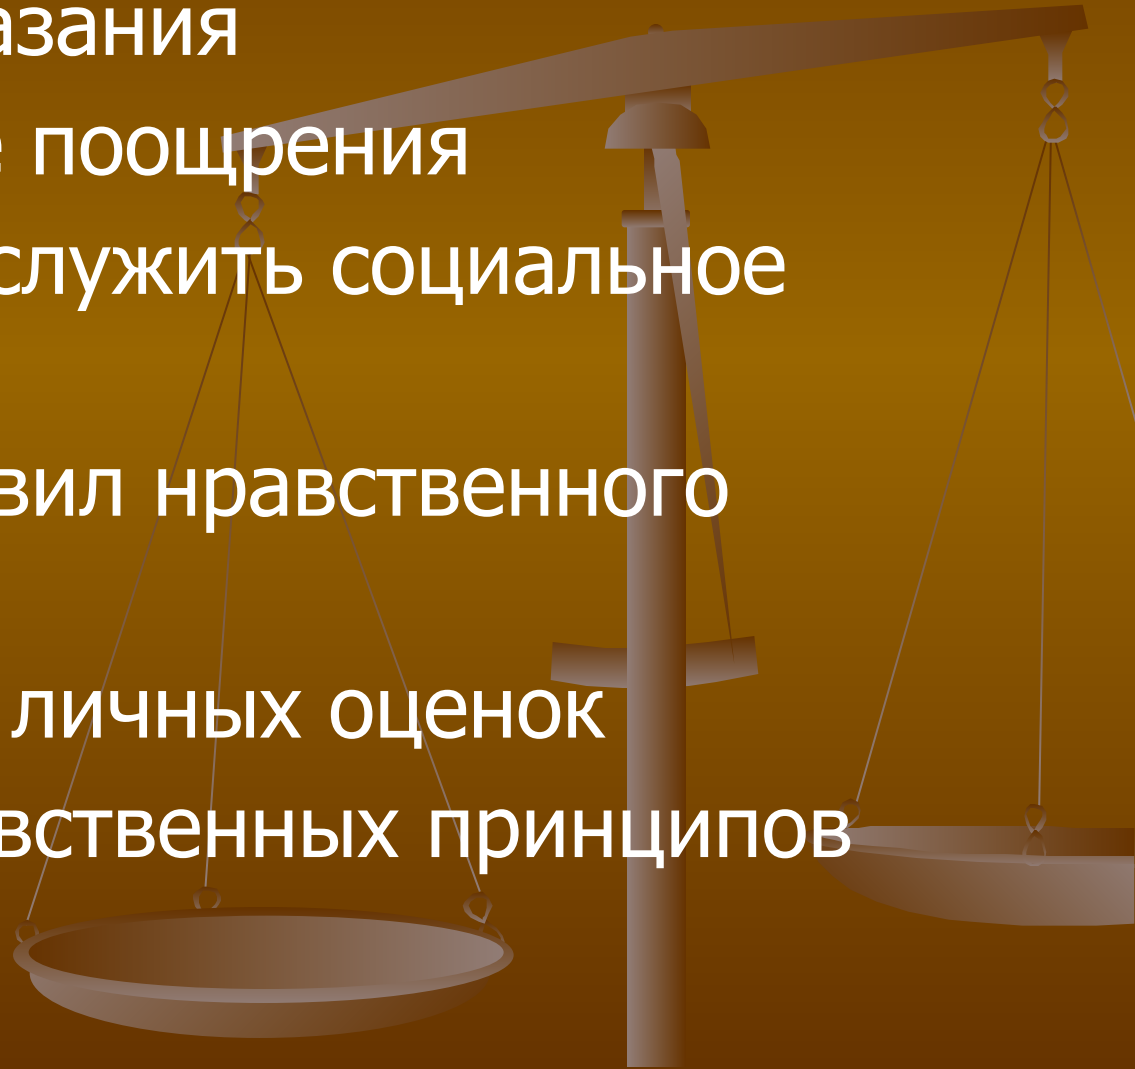 азания
е поощрения
служить социальное
вил нравственного
личных оценок
вственных принципов